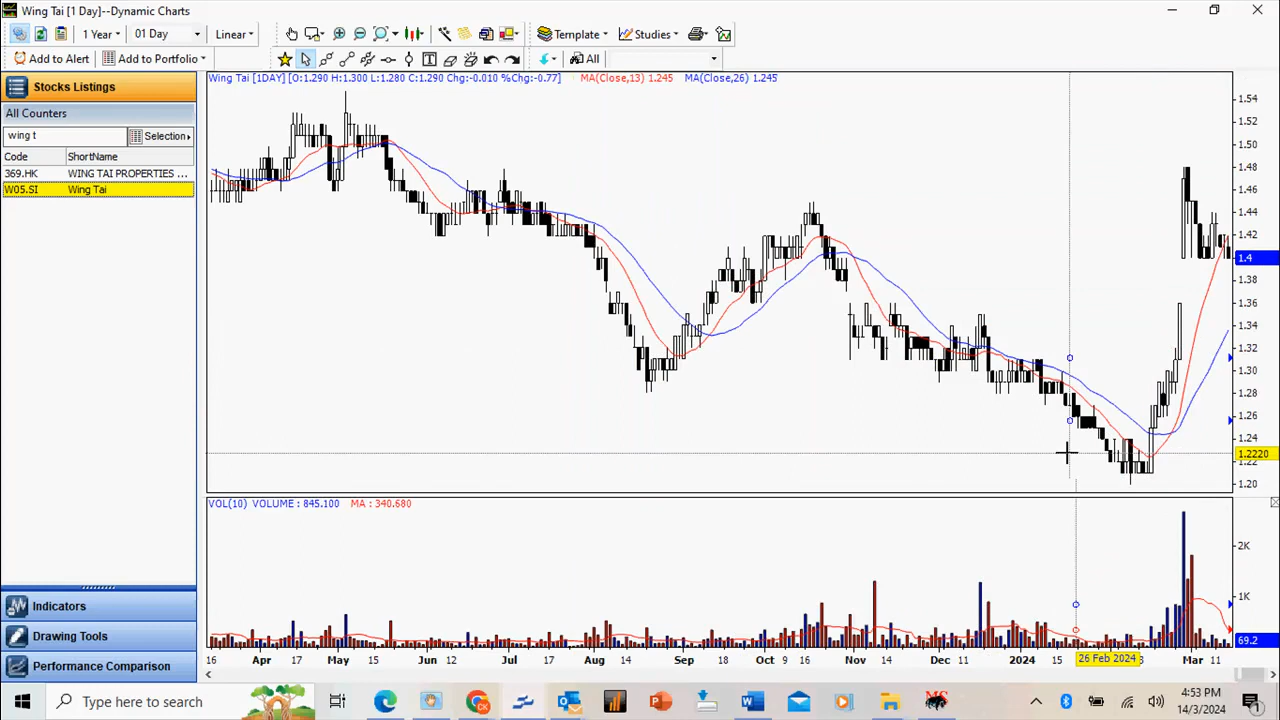 Wing Tai [1 Day]--Dynamic Charts
1 Year
01 Day
Linear
Template
Studies
Add to Alert
Add to Portfolio
All
Stocks Listings
All Counters
wing t
Selection
Code ShortName
369.HK WING TAI PROPERTIES ...
W05.SI Wing Tai
Indicators
Drawing Tools
Performance Comparison
Wing Tai [1DAY] [O:1.290 H:1.300 L:1.280 C:1.290 Chg:-0.010 %Chg:-0.77] MA(Close,13) 1.245 MA(Close,26) 1.245
1.54
1.52
1.50
1.48
1.46
1.44
1.42
1.4
1.38
1.36
1.34
1.32
1.30
1.28
1.26
1.24
1.2220
1.22
1.20
VOL(10) VOLUME : 845.100 MA : 340.680
2K
1K
69.2
16 Apr 17 May 15 Jun 12 Jul 17 Aug 14 Sep 18 Oct 9 16 Nov 14 Dec 11 2024 15 26 Feb 2024 Mar 11
Type here to search
4:53 PM
14/3/2024